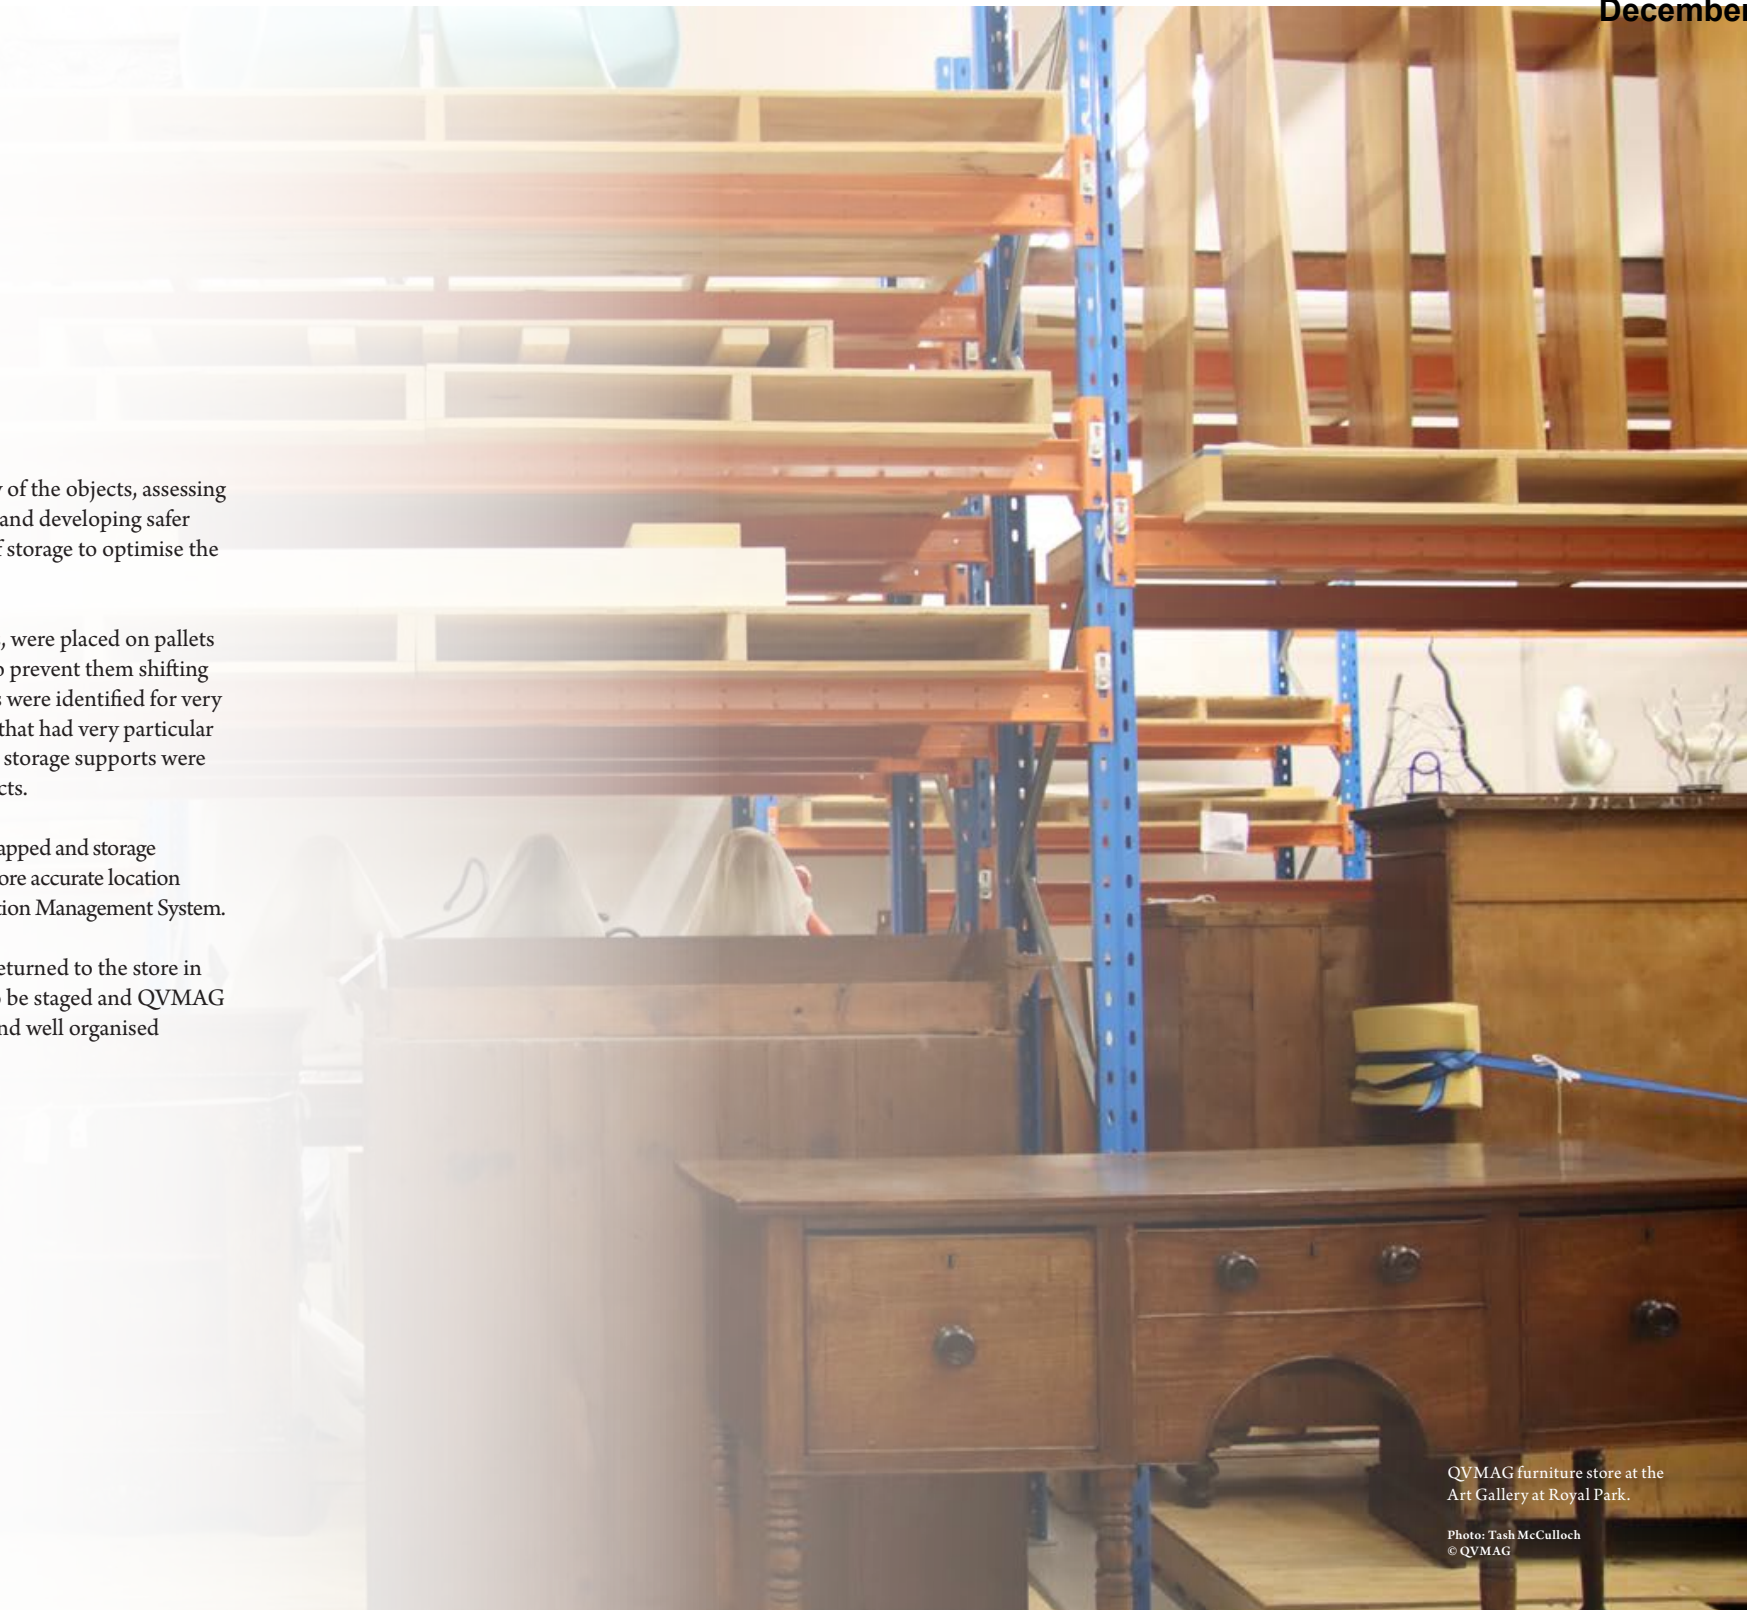 December
of the objects, assessing
and developing safer
storage to optimise the
, were placed on pallets
prevent them shifting
were identified for very
that had very particular
storage supports were
cts.
apped and storage
ore accurate location
tion Management System.
eturned to the store in
be staged and QVMAG
nd well organised
QVMAG furniture store at the
Art Gallery at Royal Park.
Photo: Tash McCulloch
© QVMAG